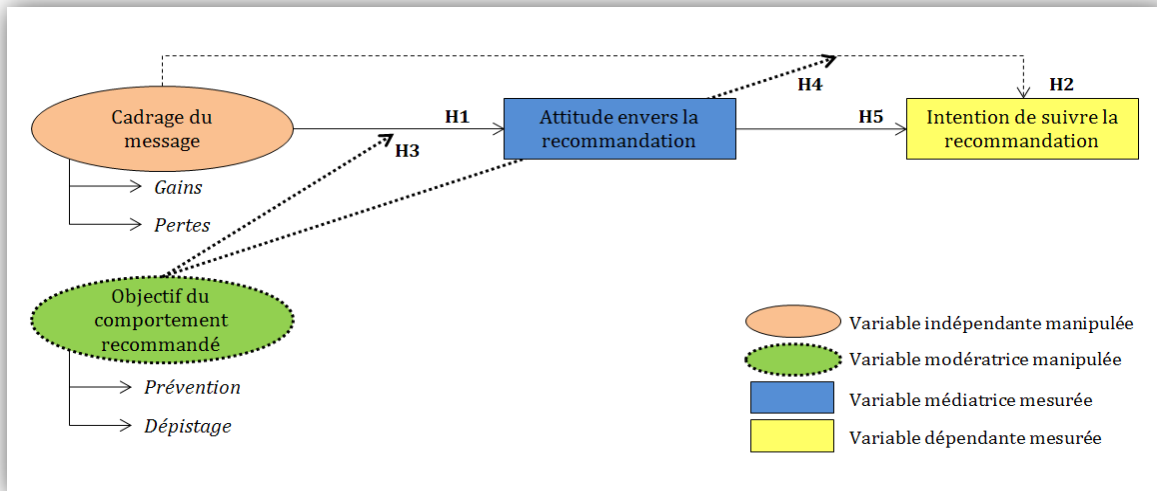 Cadrage du
message
H1
Attitude envers la
recommandation
H4
H5
H2
Intention de suivre la
recommandation
H3
Gains
Pertes
Objectif du
comportement
recommandé
Prévention
Dépistage
Variable indépendante manipulée
Variable modératrice manipulée
Variable médiatrice mesurée
Variable dépendante mesurée